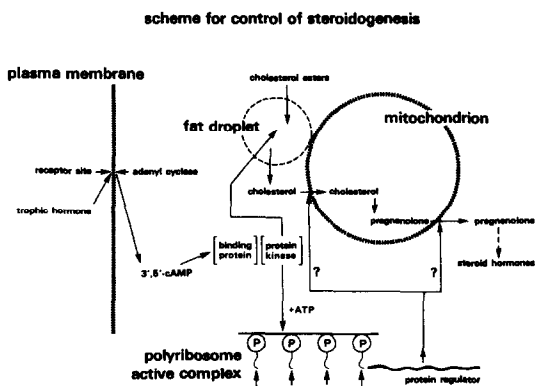 scheme for control of steroidogenesis
plasma membrane
cholesterol esters
fat droplet
mitochondrion
receptor site
adenyl cyclase
cholesterol
cholesterol
trophic hormone
pregnenolone
pregnenolone
steroid hormones
3',5'-cAMP
[binding protein]
[protein kinase]
?
?
+ATP
P P P P
polyribosome
active complex
protein regulator